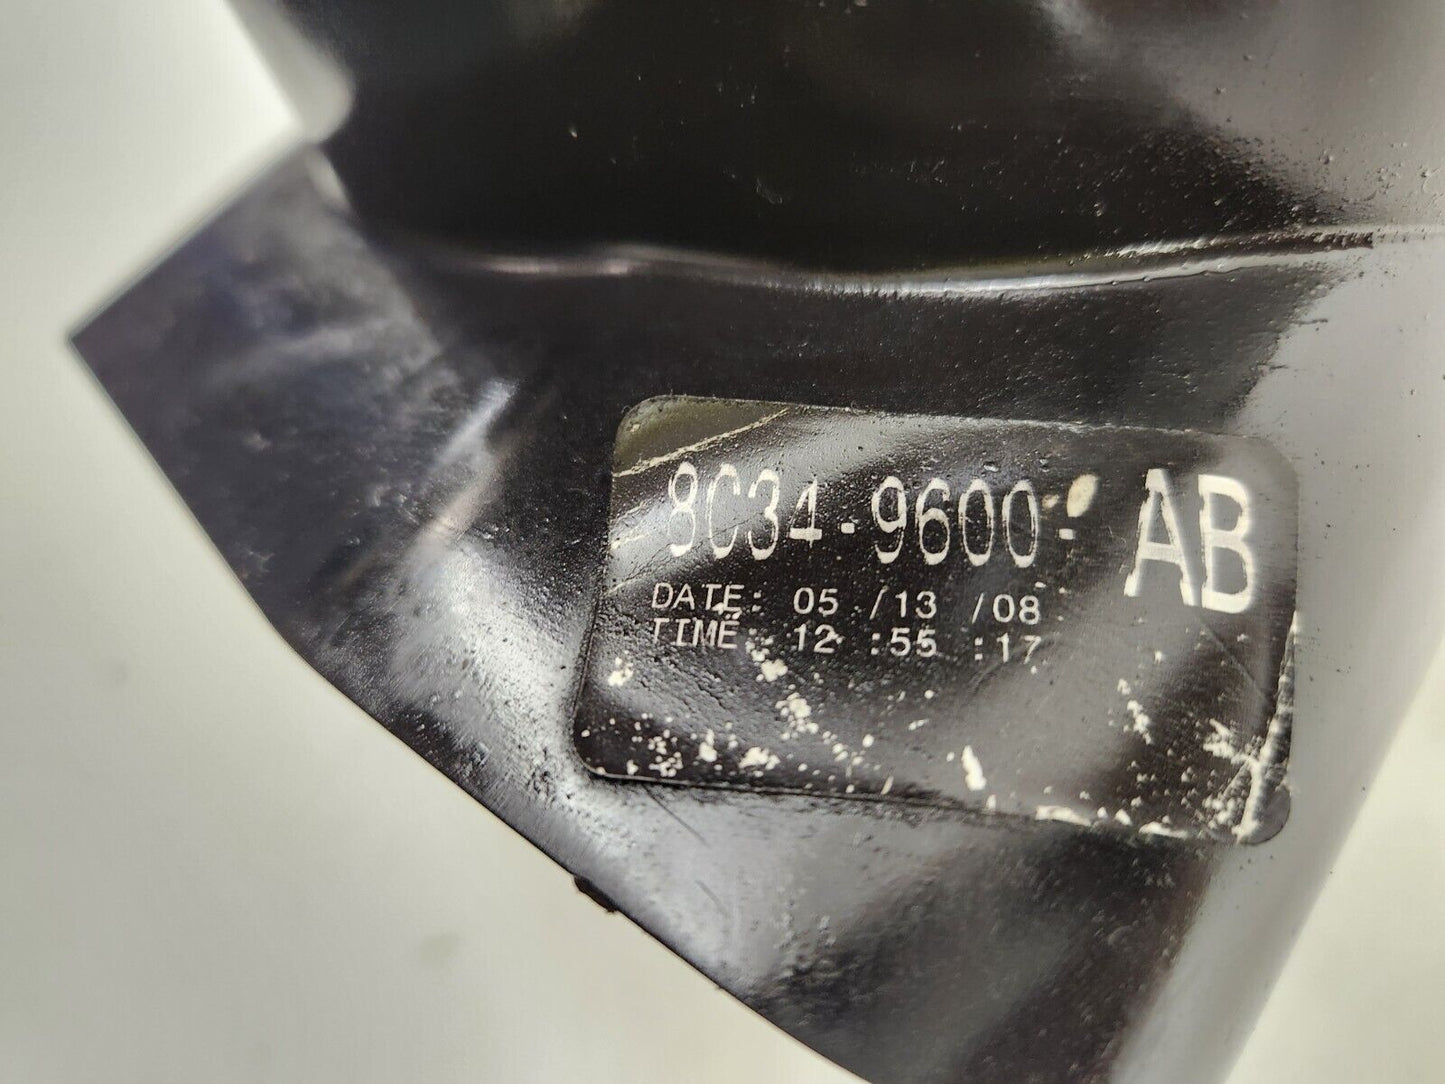 8C34-9600- AB
DATE: 05 /13 /08
TIME: 12 :55 :17